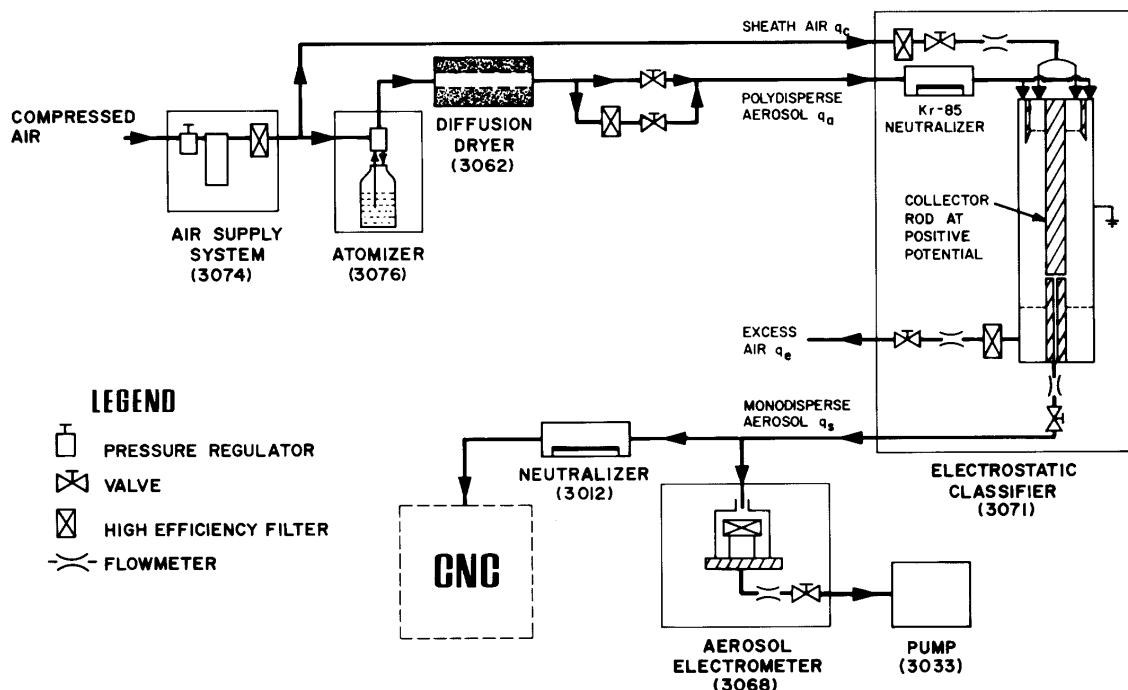 SHEATH AIR qc
COMPRESSED
AIR
DIFFUSION
DRYER
(3062)
POLYDISPERSE
AEROSOL qa
Kr-85
NEUTRALIZER
COLLECTOR
ROD AT
POSITIVE
POTENTIAL
AIR SUPPLY
SYSTEM
(3074)
ATOMIZER
(3076)
EXCESS
AIR qe
LEGEND
PRESSURE REGULATOR
VALVE
HIGH EFFICIENCY FILTER
FLOWMETER
MONODISPERSE
AEROSOL qs
NEUTRALIZER
(3012)
ELECTROSTATIC
CLASSIFIER
(3071)
CNC
AEROSOL
ELECTROMETER
(3068)
PUMP
(3033)